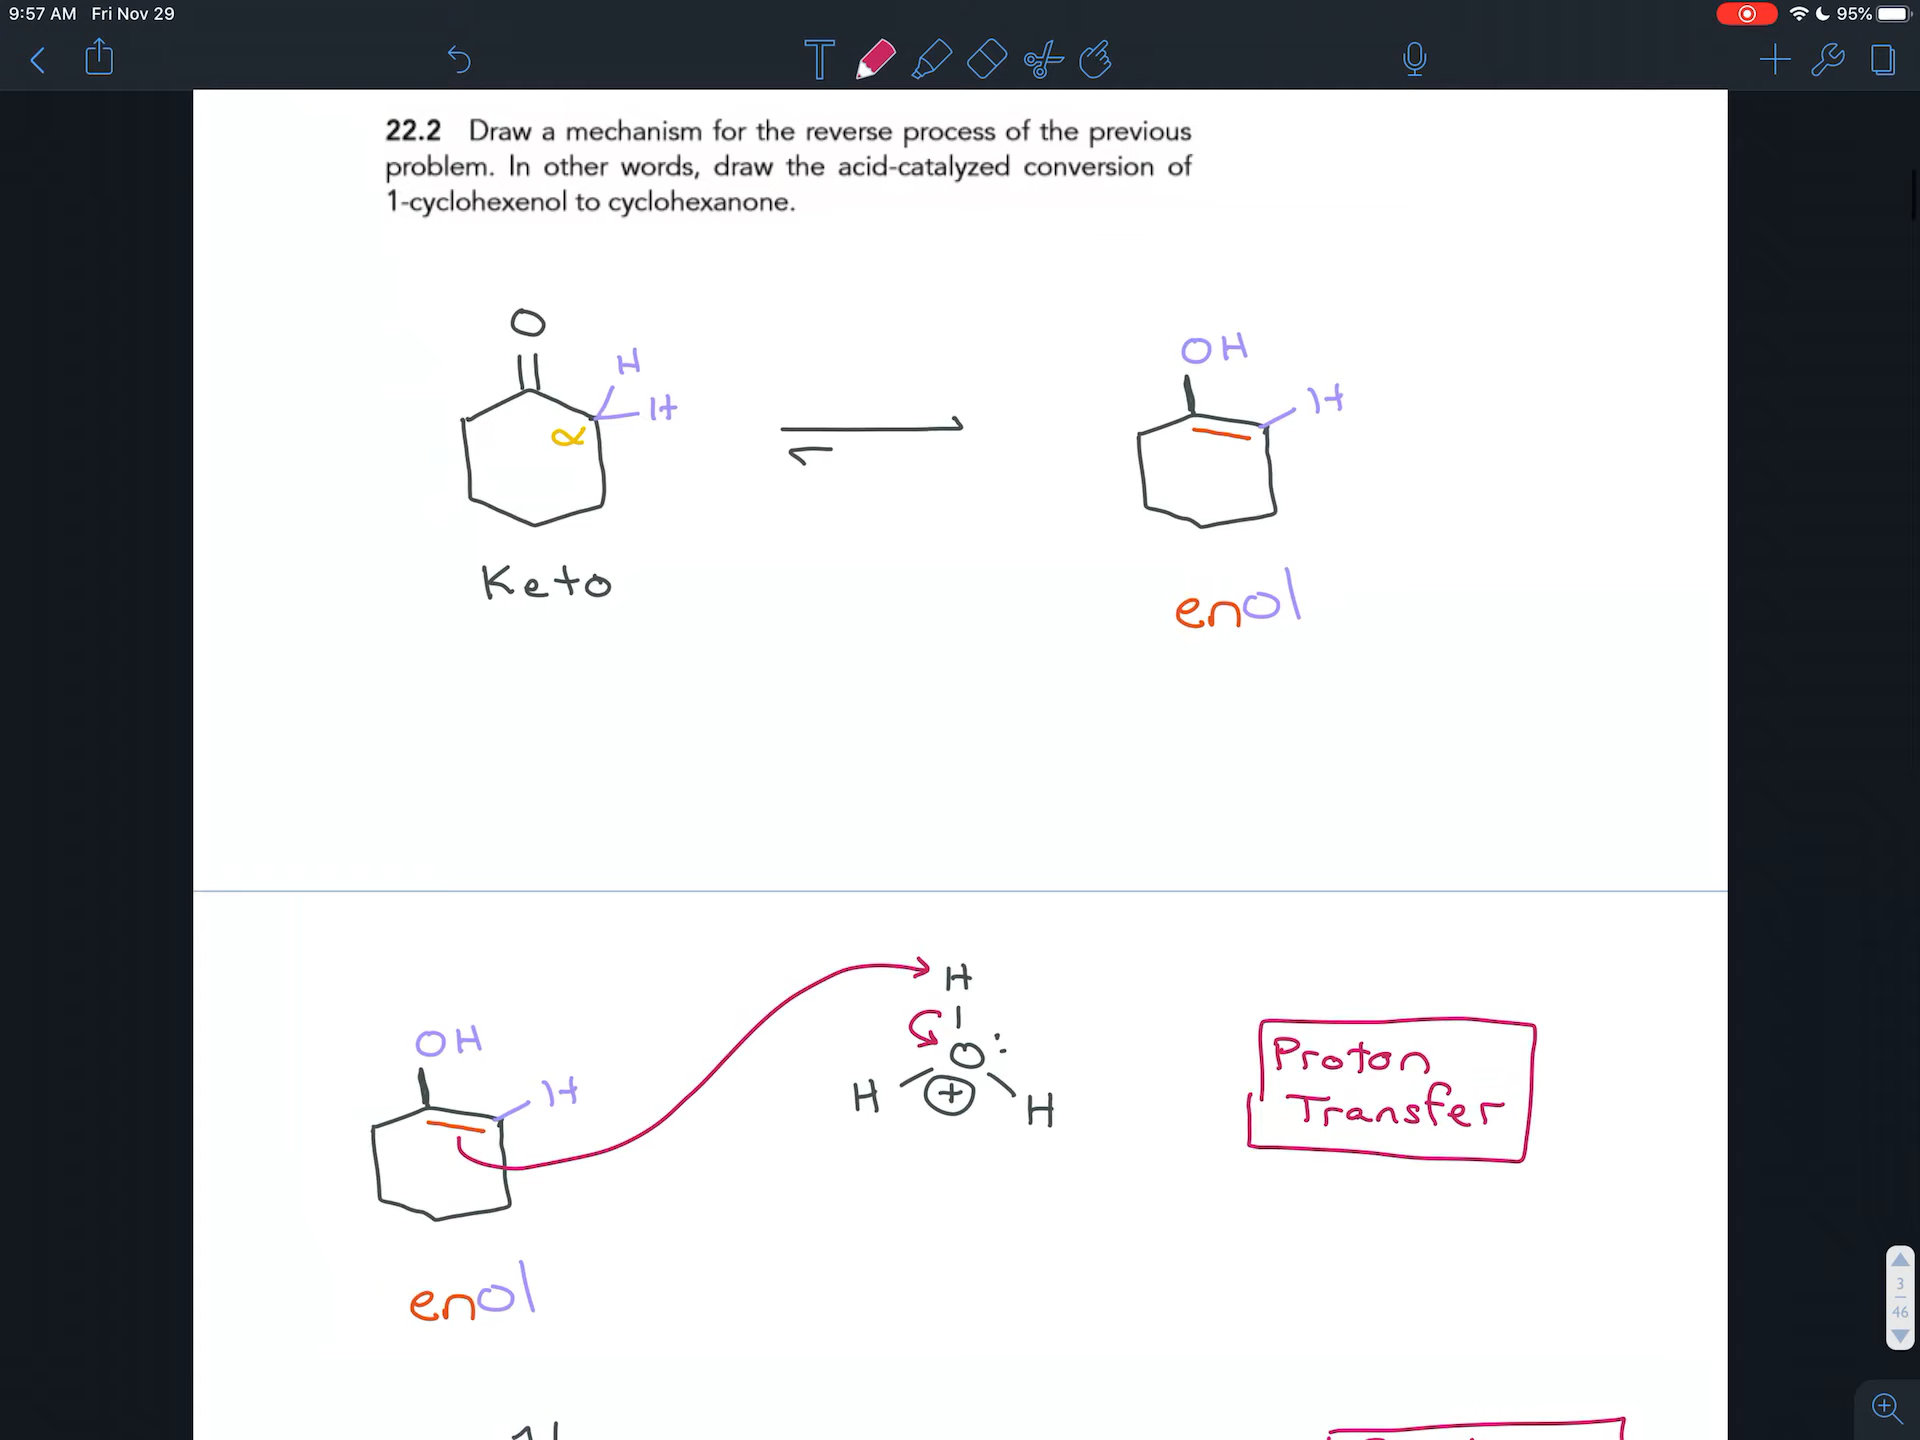 9:57 AM Fri Nov 29
95%
22.2 Draw a mechanism for the reverse process of the previous
problem. In other words, draw the acid-catalyzed conversion of
1-cyclohexenol to cyclohexanone.
O
H
H
α
OH
H
Keto
enol
H
OH
O
H
H
+
H
Proton
Transfer
enol
3
46